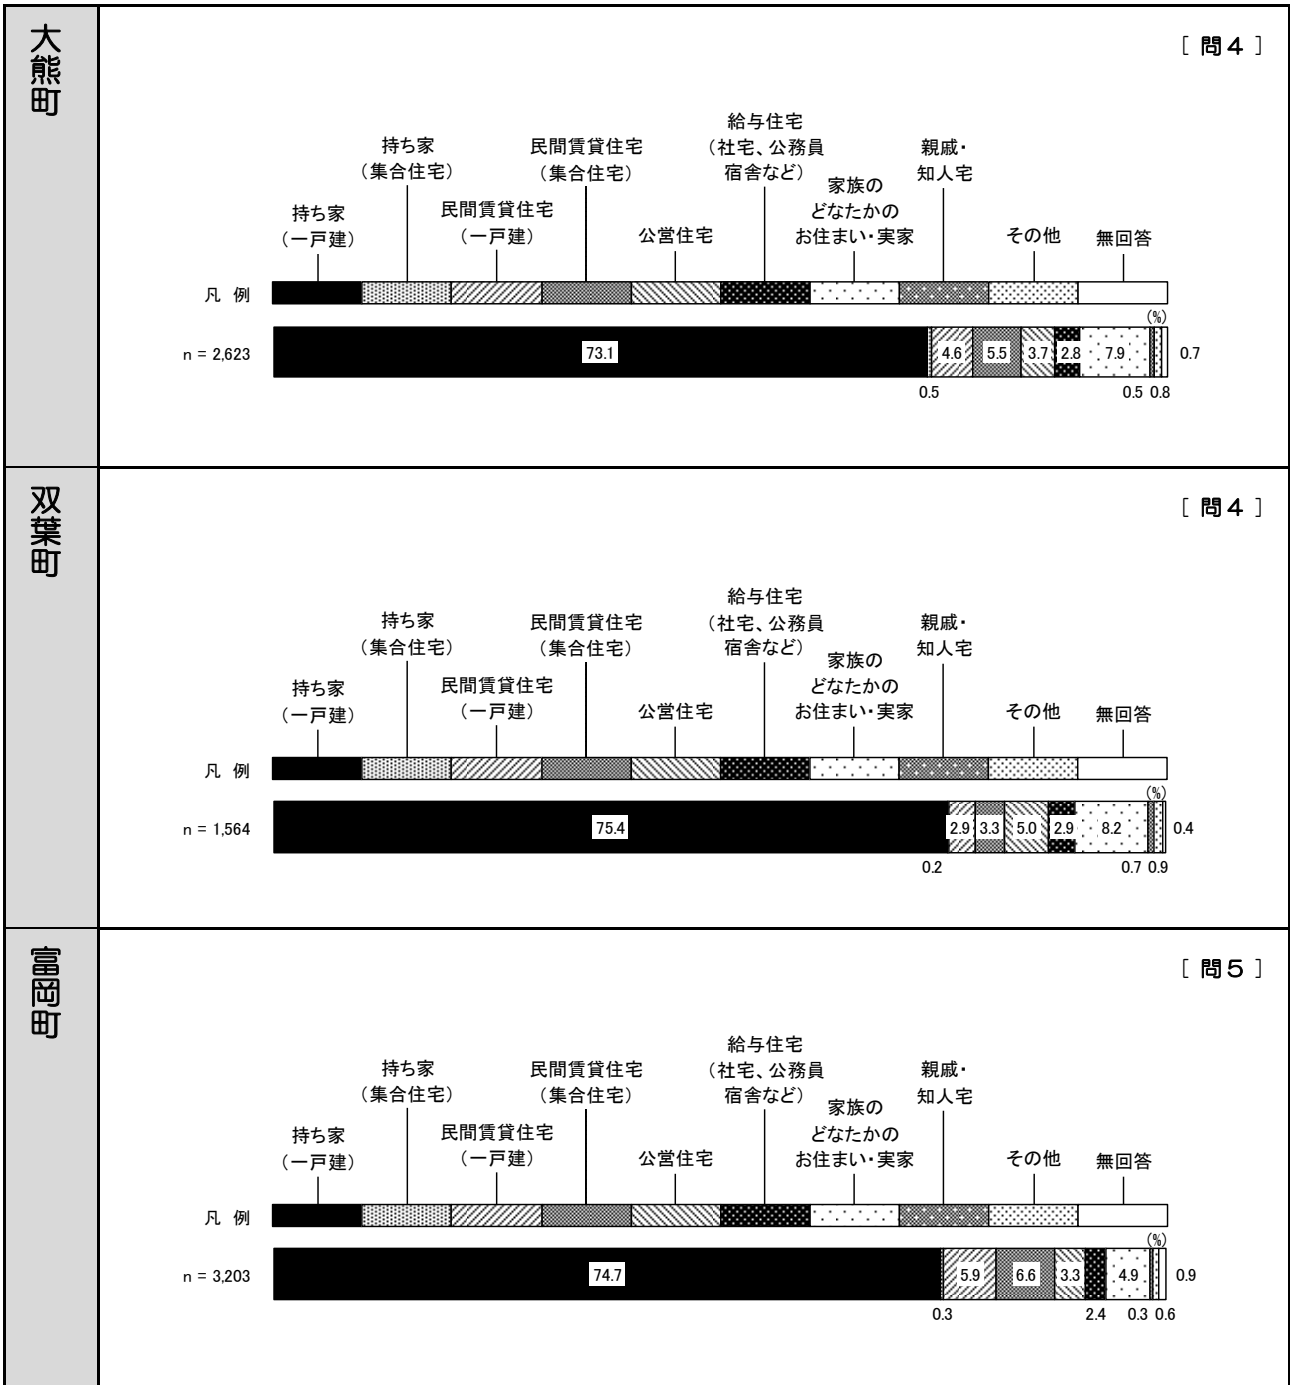 大熊町
［ 問４ ］
給与住宅
持ち家
民間賃貸住宅
（社宅、公務員
親戚・
（集合住宅）
（集合住宅）
宿舎など）
知人宅
家族の
持ち家
民間賃貸住宅
どなたかの
（一戸建）
（一戸建）
公営住宅
お住まい・実家
その他
無回答
凡 例
(%)
n = 2,623
73.1
4.6
5.5
3.7
2.8
7.9
0.7
0.5
0.5
0.8
双葉町
［ 問４ ］
給与住宅
持ち家
民間賃貸住宅
（社宅、公務員
親戚・
（集合住宅）
（集合住宅）
宿舎など）
知人宅
家族の
持ち家
民間賃貸住宅
どなたかの
（一戸建）
（一戸建）
公営住宅
お住まい・実家
その他
無回答
凡 例
(%)
n = 1,564
75.4
2.9
3.3
5.0
2.9
8.2
0.4
0.2
0.7
0.9
富岡町
［ 問５ ］
給与住宅
持ち家
民間賃貸住宅
（社宅、公務員
親戚・
（集合住宅）
（集合住宅）
宿舎など）
知人宅
家族の
持ち家
民間賃貸住宅
どなたかの
（一戸建）
（一戸建）
公営住宅
お住まい・実家
その他
無回答
凡 例
(%)
n = 3,203
74.7
5.9
6.6
3.3
4.9
0.9
0.3
2.4
0.3
0.6